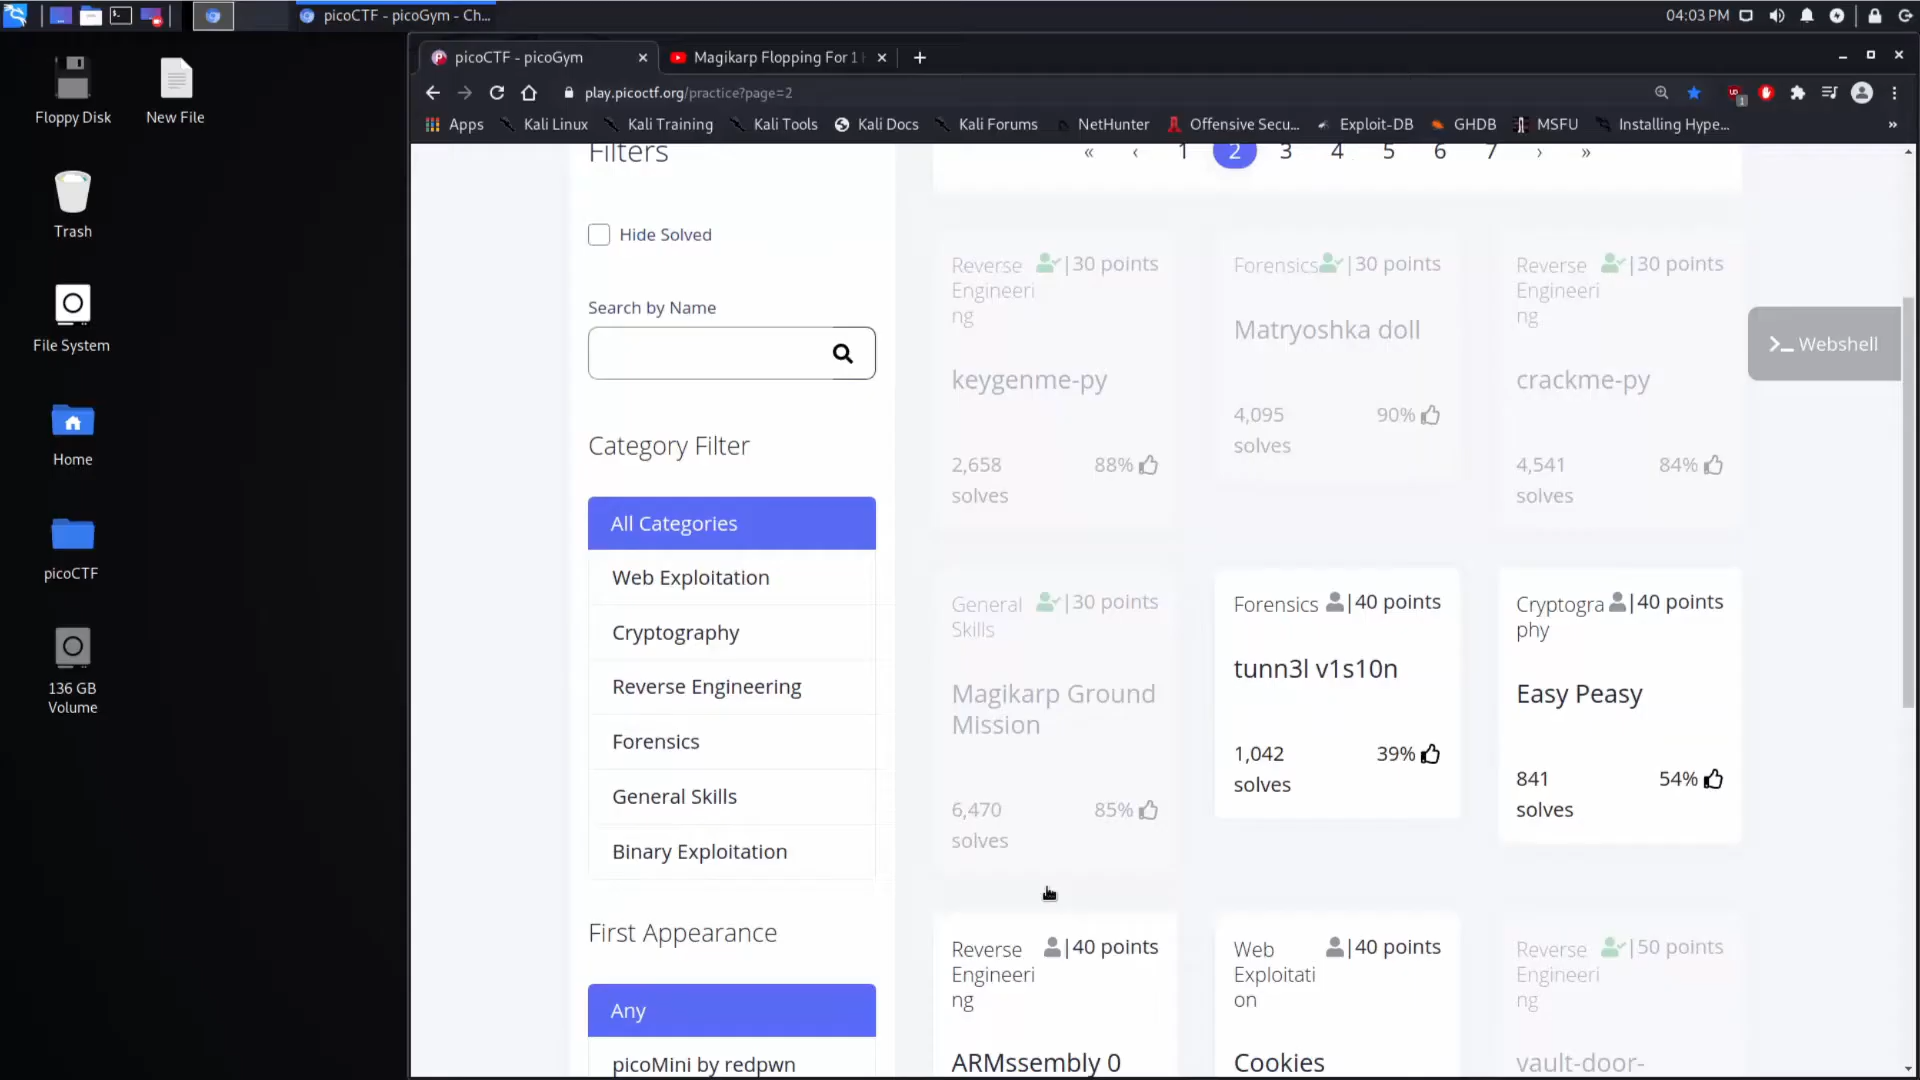 picoCTF - picoGym - Ch...
04:03 PM
Floppy Disk
New File
Trash
File System
Home
picoCTF
136 GB
Volume
picoCTF - picoGym
Magikarp Flopping For 1
play.picoctf.org/practice?page=2
Apps
Kali Linux
Kali Training
Kali Tools
Kali Docs
Kali Forums
NetHunter
Offensive Secu...
Exploit-DB
GHDB
MSFU
Installing Hype...
»
Filters
Hide Solved
Search by Name
Category Filter
All Categories
Web Exploitation
Cryptography
Reverse Engineering
Forensics
General Skills
Binary Exploitation
First Appearance
Any
picoMini by redpwn
« ‹ 1 2 3 4 5 6 7 › »
Reverse
Engineeri
ng
|30 points
keygenme-py
2,658
solves
88%
Forensics
|30 points
Matryoshka doll
4,095
solves
90%
Reverse
Engineeri
ng
|30 points
crackme-py
4,541
solves
84%
>_ Webshell
General
Skills
|30 points
Magikarp Ground
Mission
6,470
solves
85%
Forensics
|40 points
tunn3l v1s10n
1,042
solves
39%
Cryptogra
phy
|40 points
Easy Peasy
841
solves
54%
Reverse
Engineeri
ng
|40 points
ARMssembly 0
Web
Exploitati
on
|40 points
Cookies
Reverse
Engineeri
ng
|50 points
vault-door-